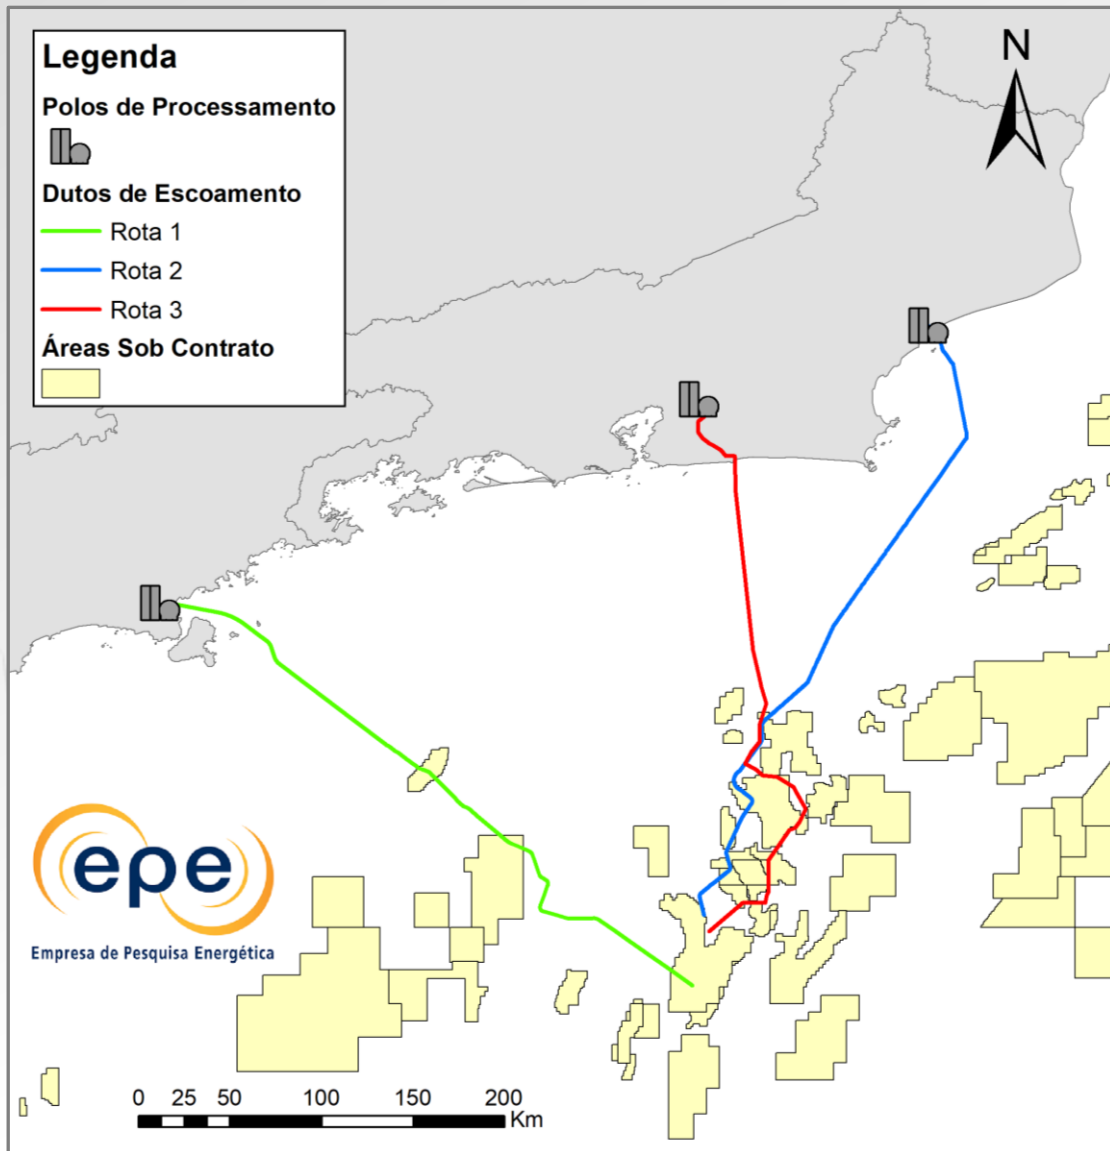 Legenda
Polos de Processamento
Dutos de Escoamento
Rota 1
Rota 2
Rota 3
Áreas Sob Contrato
N
epe
Empresa de Pesquisa Energética
0 25 50 100 150 200
Km